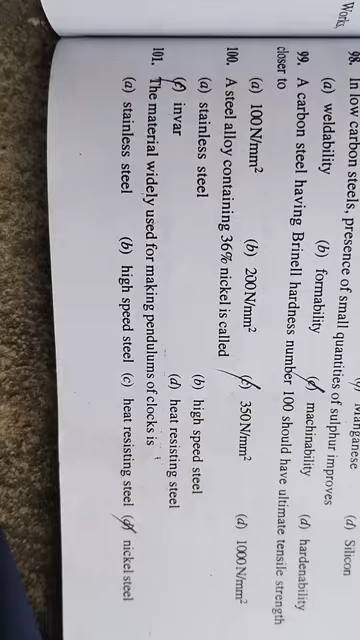 Works
Manganese (d) Silicon
98. In low carbon steels, presence of small quantities of sulphur improves
(a) weldability (b) formability (c) machinability (d) hardenability
99. A carbon steel having Brinell hardness number 100 should have ultimate tensile strength
closer to
(a) 100 N/mm² (b) 200 N/mm² (c) 350 N/mm² (d) 1000 N/mm²
100. A steel alloy containing 36% nickel is called
(a) stainless steel (b) high speed steel
(c) invar (d) heat resisting steel
101. The material widely used for making pendulums of clocks is
(a) stainless steel (b) high speed steel (c) heat resisting steel (d) nickel steel